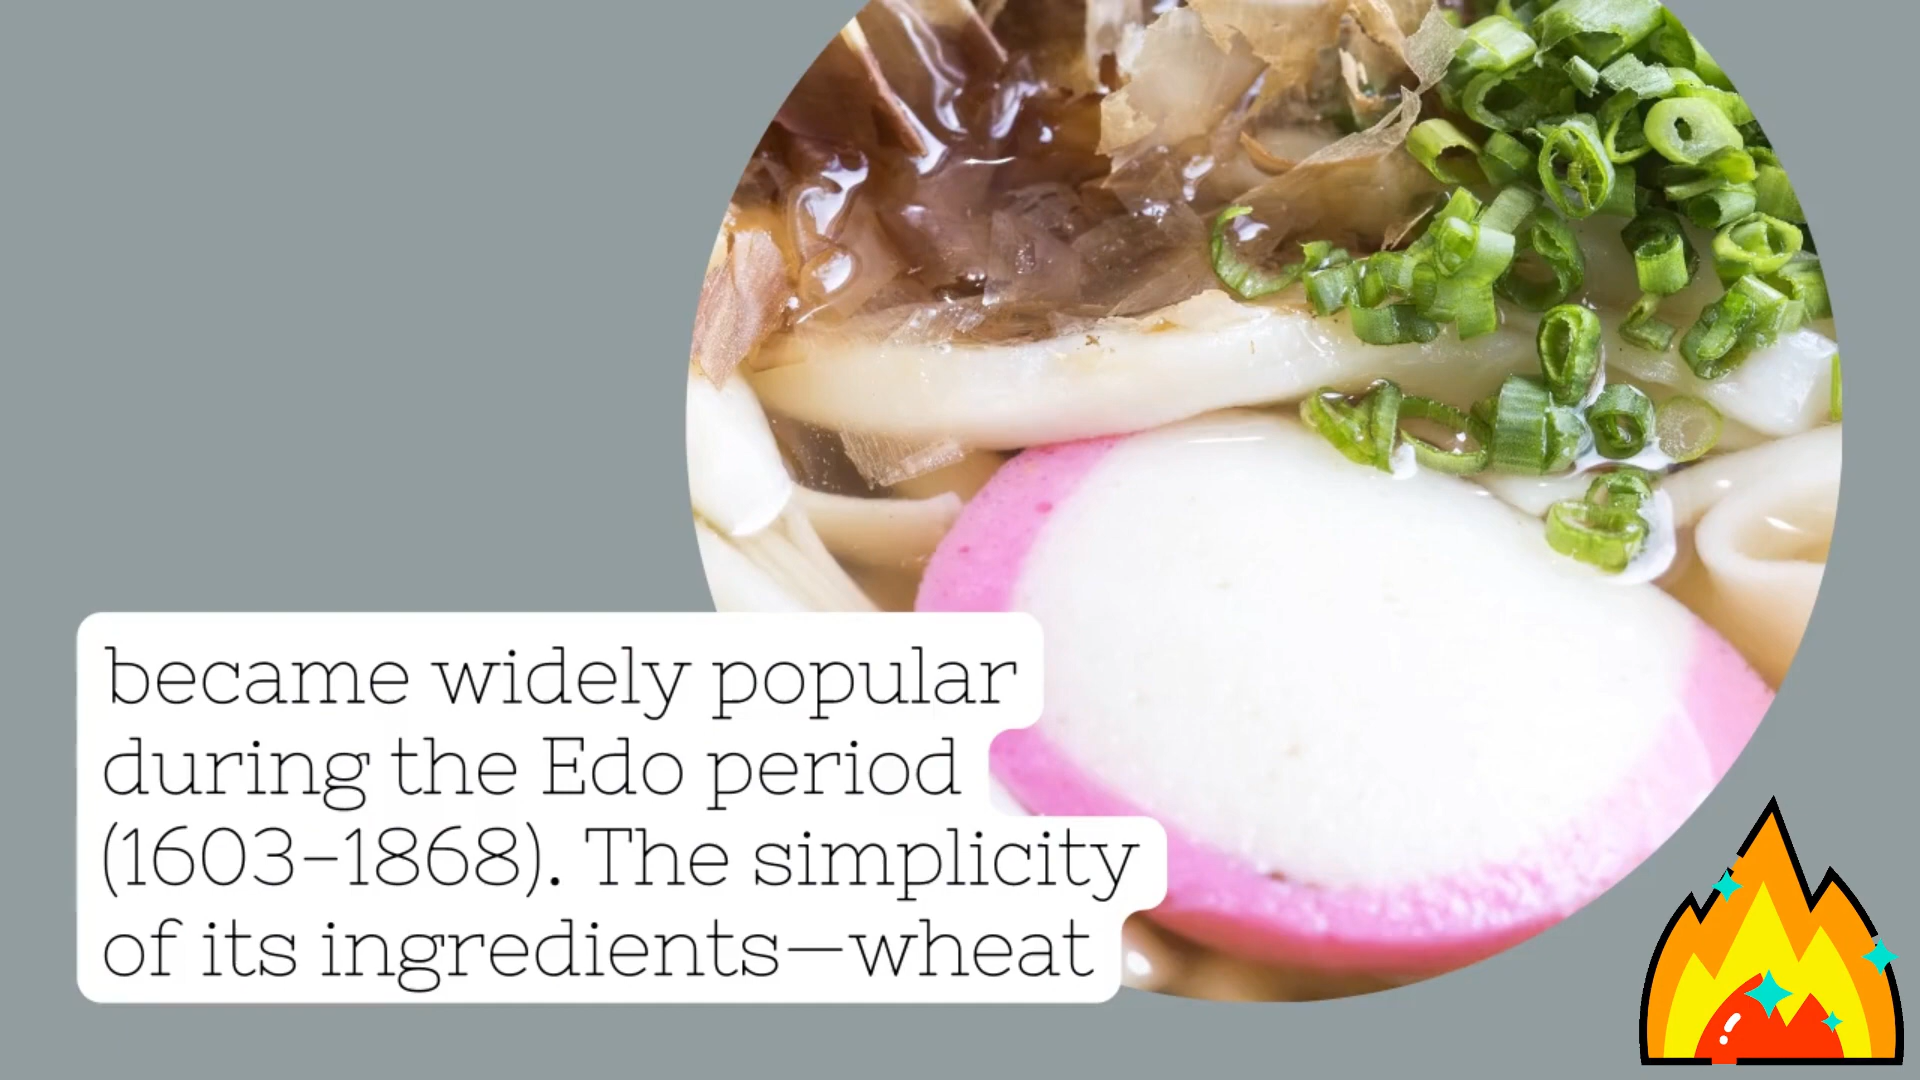 became widely popular
during the Edo period
(1603–1868). The simplicity
of its ingredients—wheat